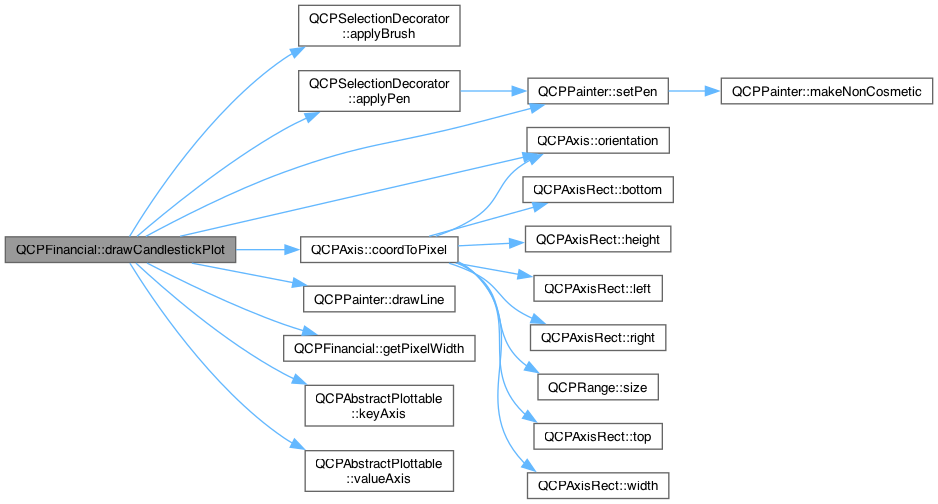 QCPFinancial::drawCandlestickPlot
QCPSelectionDecorator
::applyBrush
QCPSelectionDecorator
::applyPen
QCPAxis::coordToPixel
QCPPainter::drawLine
QCPFinancial::getPixelWidth
QCPAbstractPlottable
::keyAxis
QCPAbstractPlottable
::valueAxis
QCPPainter::setPen
QCPAxis::orientation
QCPAxisRect::bottom
QCPAxisRect::height
QCPAxisRect::left
QCPAxisRect::right
QCPRange::size
QCPAxisRect::top
QCPAxisRect::width
QCPPainter::makeNonCosmetic